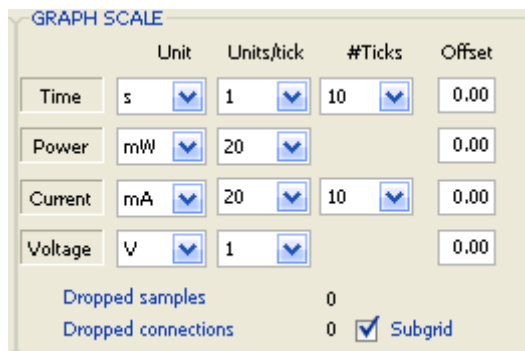 GRAPH SCALE
Unit Units/tick #Ticks Offset
Time s 1 10 0.00
Power mW 20 0.00
Current mA 20 10 0.00
Voltage V 1 0.00
Dropped samples 0
Dropped connections 0 Subgrid